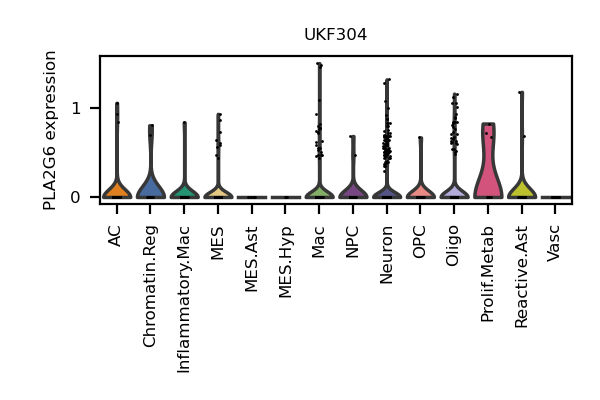 UKF304
PLA2G6 expression
1
0
AC
Chromatin.Reg
Inflammatory.Mac
MES
MES.Ast
MES.Hyp
Mac
NPC
Neuron
OPC
Oligo
Prolif.Metab
Reactive.Ast
Vasc